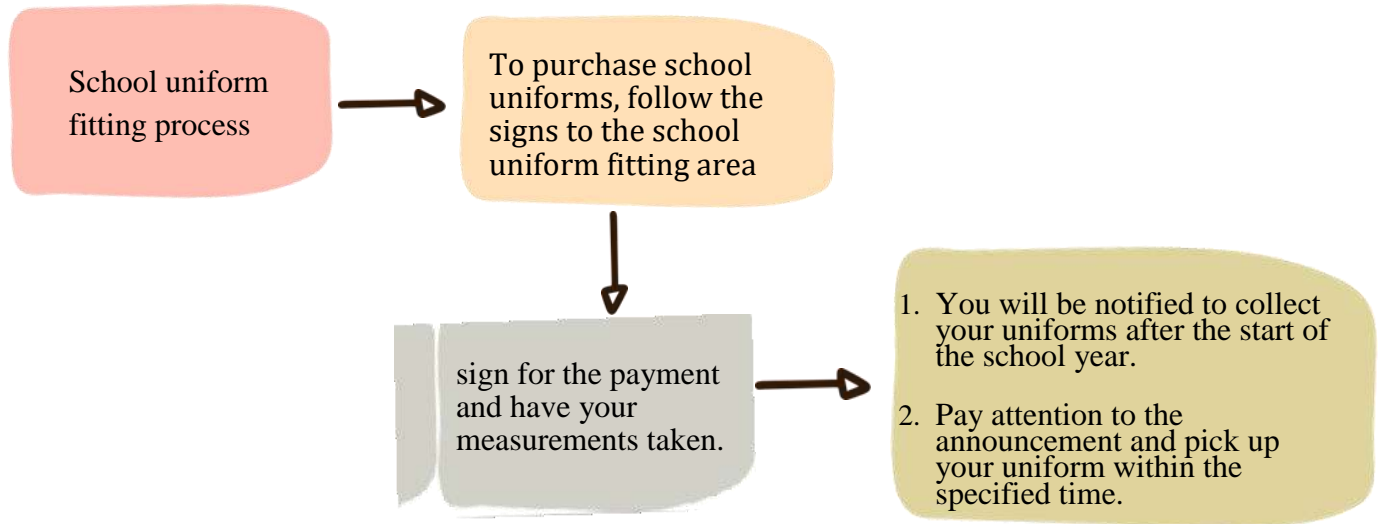 School uniform
fitting process
To purchase school
uniforms, follow the
signs to the school
uniform fitting area
sign for the payment
and have your
measurements taken.
1. You will be notified to collect
your uniforms after the start of
the school year.
2. Pay attention to the
announcement and pick up
your uniform within the
specified time.